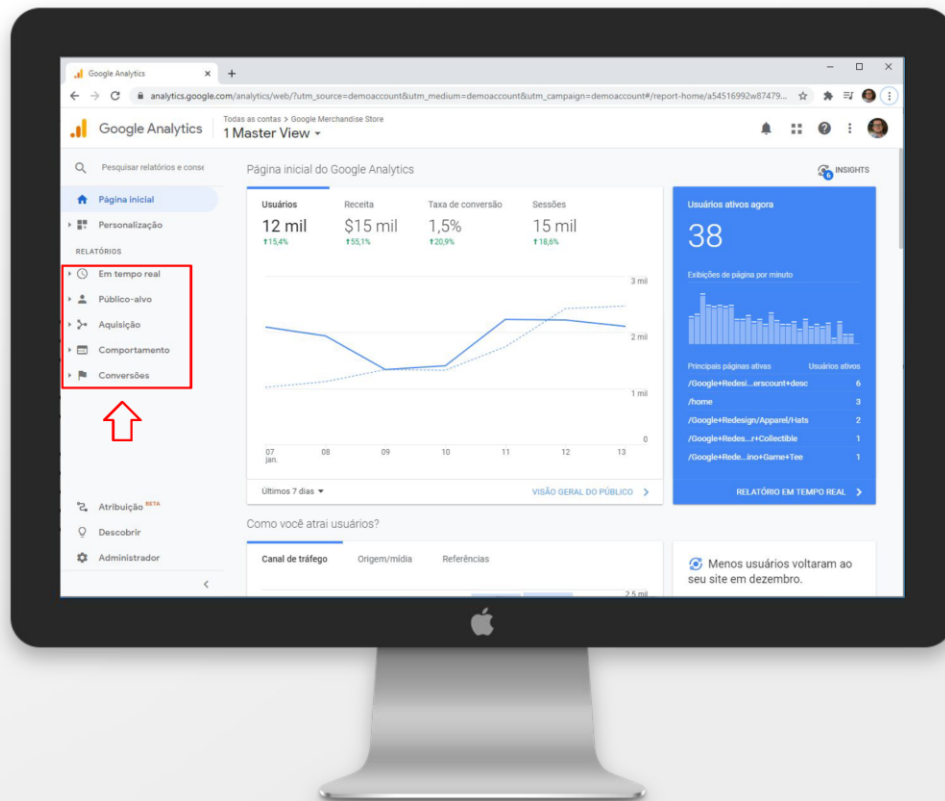 Google Analytics
analytics.google.com/analytics/web/?utm_source=demoaccount&utm_medium=demoaccount&utm_campaign=demoaccount#/report-home/a54516992w87479...
Google Analytics
Todas as contas > Google Merchandise Store
1 Master View
Pesquisar relatórios e conse
Página inicial
Personalização
RELATÓRIOS
Em tempo real
Público-alvo
Aquisição
Comportamento
Conversões
Atribuição BETA
Descobrir
Administrador
Página inicial do Google Analytics
6 INSIGHTS
Usuários Receita Taxa de conversão Sessões
12 mil $15 mil 1,5% 15 mil
↑15,4% ↑55,1% ↑20,9% ↑18,6%
3 mil
2 mil
1 mil
0
07 08 09 10 11 12 13
jan.
Últimos 7 dias VISÃO GERAL DO PÚBLICO
Usuários ativos agora
38
Exibições de página por minuto
Principais páginas ativas Usuários ativos
/Google+Redesi...erscount+desc 6
/home 3
/Google+Redesign/Apparel/Hats 2
/Google+Redes...r+Collectible 1
/Google+Rede...ino+Game+Tee 1
RELATÓRIO EM TEMPO REAL
Como você atrai usuários?
Canal de tráfego Origem/mídia Referências
2,5 mil
Menos usuários voltaram ao
seu site em dezembro.